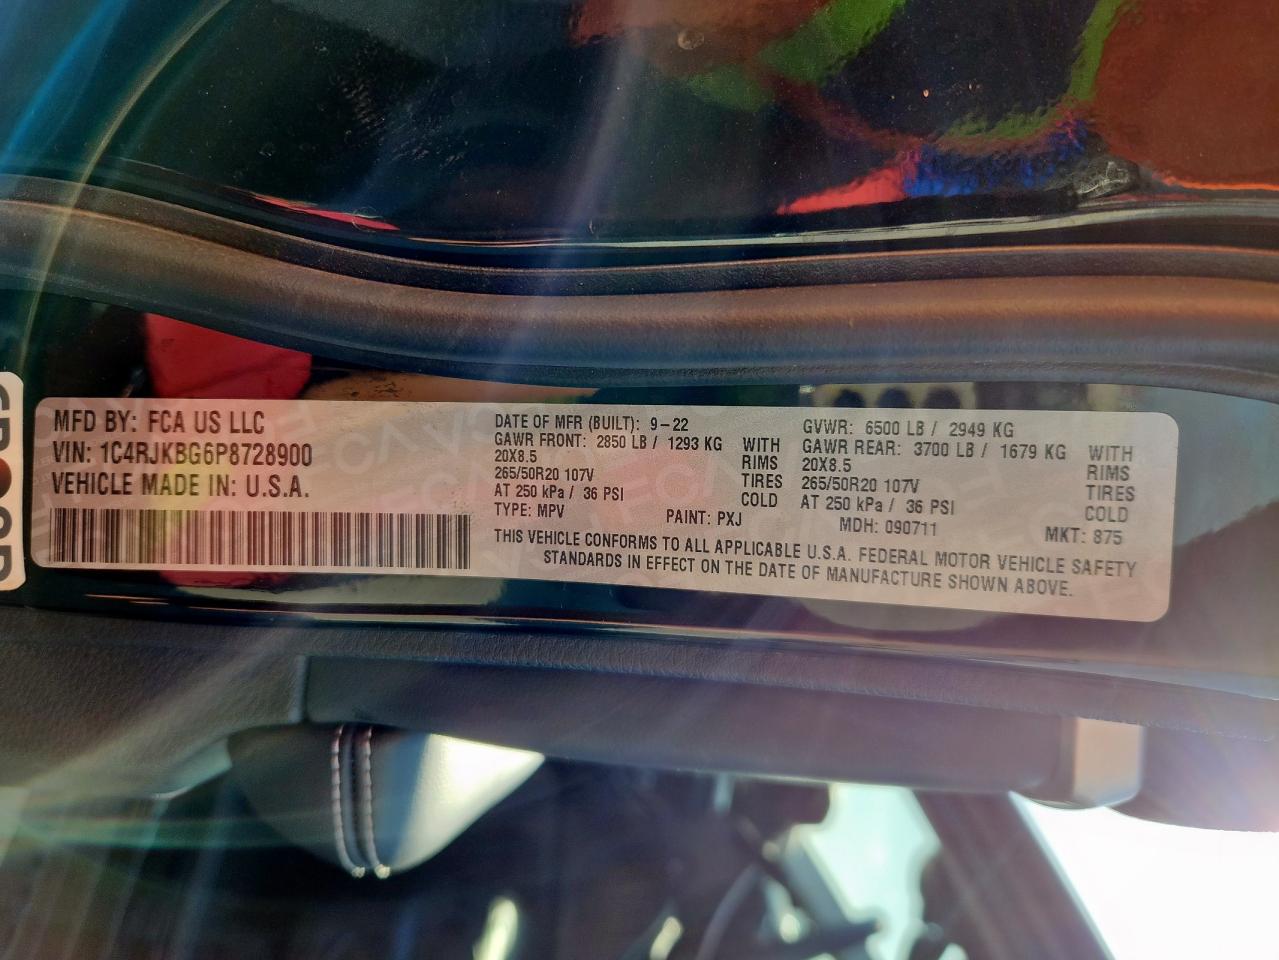 MFD BY: FCA US LLC
VIN: 1C4RJKBG6P8728900
VEHICLE MADE IN: U.S.A.
DATE OF MFR (BUILT): 9-22
GAWR FRONT: 2850 LB / 1293 KG WITH
20X8.5 RIMS
265/50R20 107V TIRES
AT 250 kPa / 36 PSI COLD
TYPE: MPV PAINT: PXJ
GVWR: 6500 LB / 2949 KG
GAWR REAR: 3700 LB / 1679 KG WITH
20X8.5 RIMS
265/50R20 107V TIRES
AT 250 kPa / 36 PSI COLD
MDH: 090711 MKT: 875
THIS VEHICLE CONFORMS TO ALL APPLICABLE U.S.A. FEDERAL MOTOR VEHICLE SAFETY
STANDARDS IN EFFECT ON THE DATE OF MANUFACTURE SHOWN ABOVE.